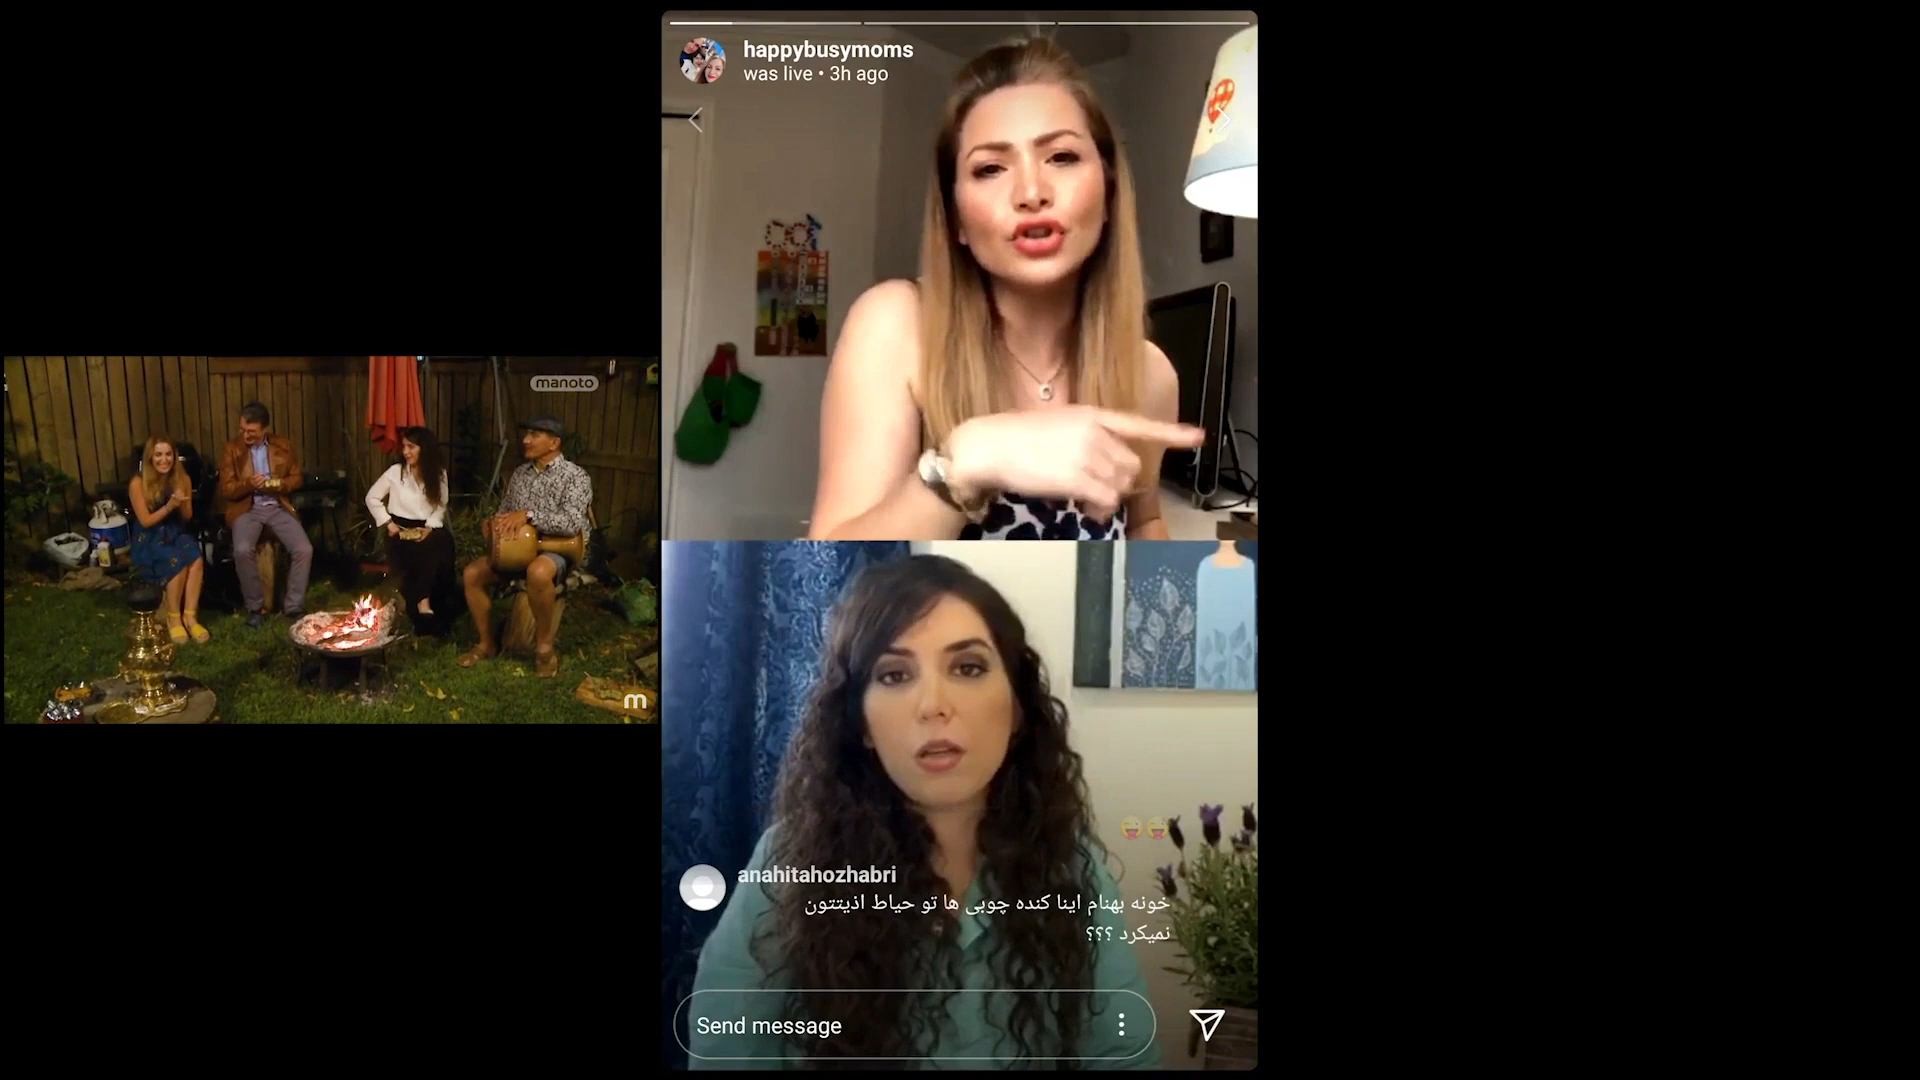 manoto
m
happybusymoms
was live • 3h ago
anahitahozhabri
خونه بهنام اینا کنده چوبی ها تو حیاط اذیتتون
نمیکرد ؟؟؟
Send message